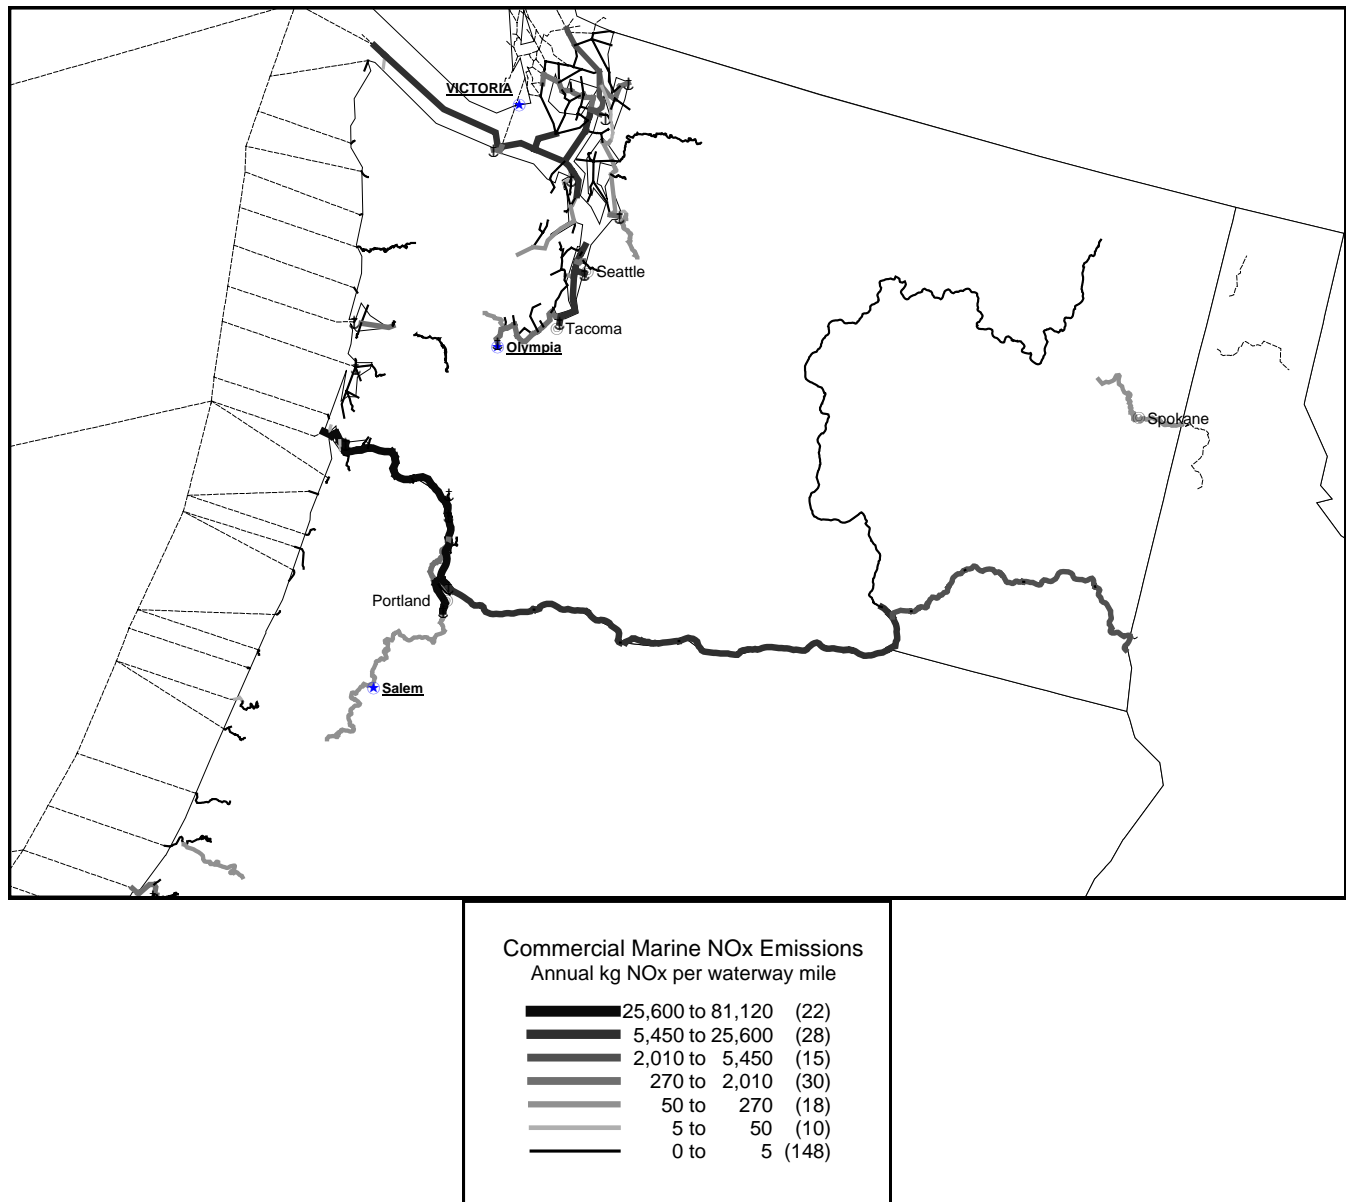 VICTORIA
Seattle
Tacoma
Olympia
Spokane
Portland
Salem
Commercial Marine NOx Emissions
Annual kg NOx per waterway mile
25,600 to 81,120 (22)
5,450 to 25,600 (28)
2,010 to 5,450 (15)
270 to 2,010 (30)
50 to 270 (18)
5 to 50 (10)
0 to 5 (148)